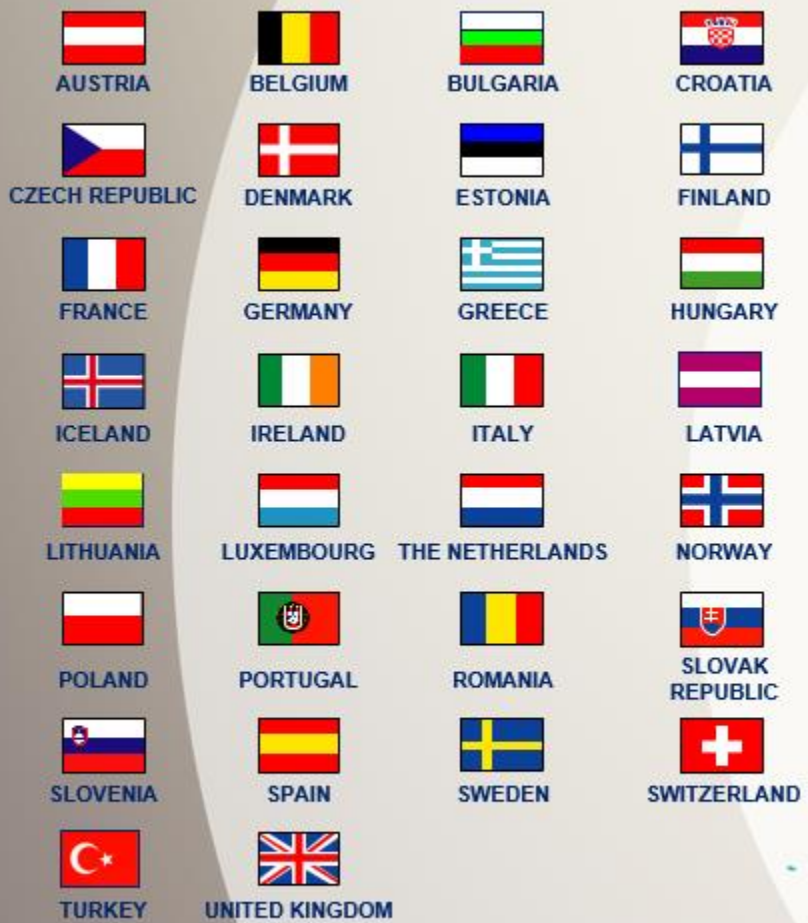 AUSTRIA
BELGIUM
BULGARIA
CROATIA
CZECH REPUBLIC
DENMARK
ESTONIA
FINLAND
FRANCE
GERMANY
GREECE
HUNGARY
ICELAND
IRELAND
ITALY
LATVIA
LITHUANIA
LUXEMBOURG
THE NETHERLANDS
NORWAY
POLAND
PORTUGAL
ROMANIA
SLOVAK
REPUBLIC
SLOVENIA
SPAIN
SWEDEN
SWITZERLAND
TURKEY
UNITED KINGDOM